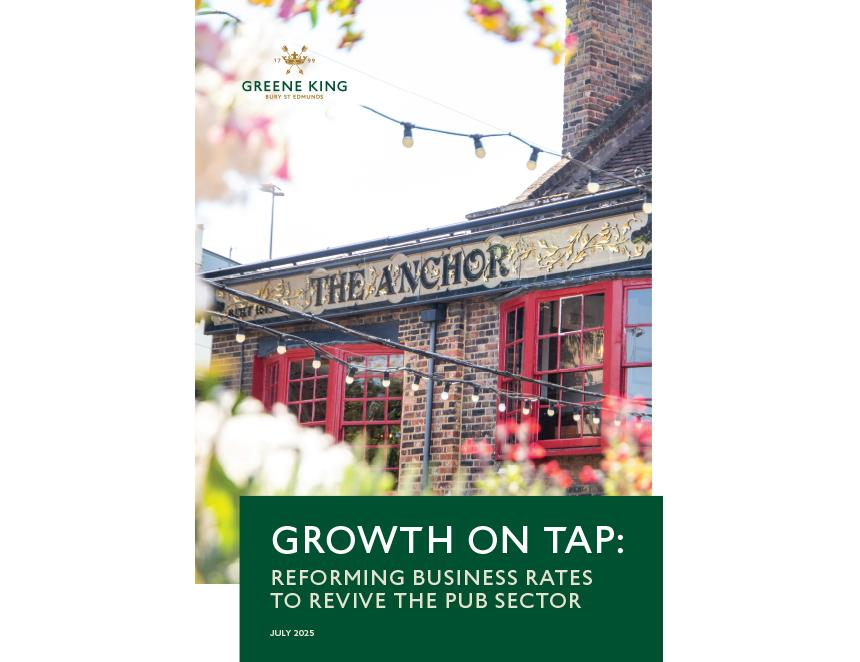 17 99
GREENE KING
BURY ST EDMUNDS
THE ANCHOR
GROWTH ON TAP:
REFORMING BUSINESS RATES
TO REVIVE THE PUB SECTOR
JULY 2025